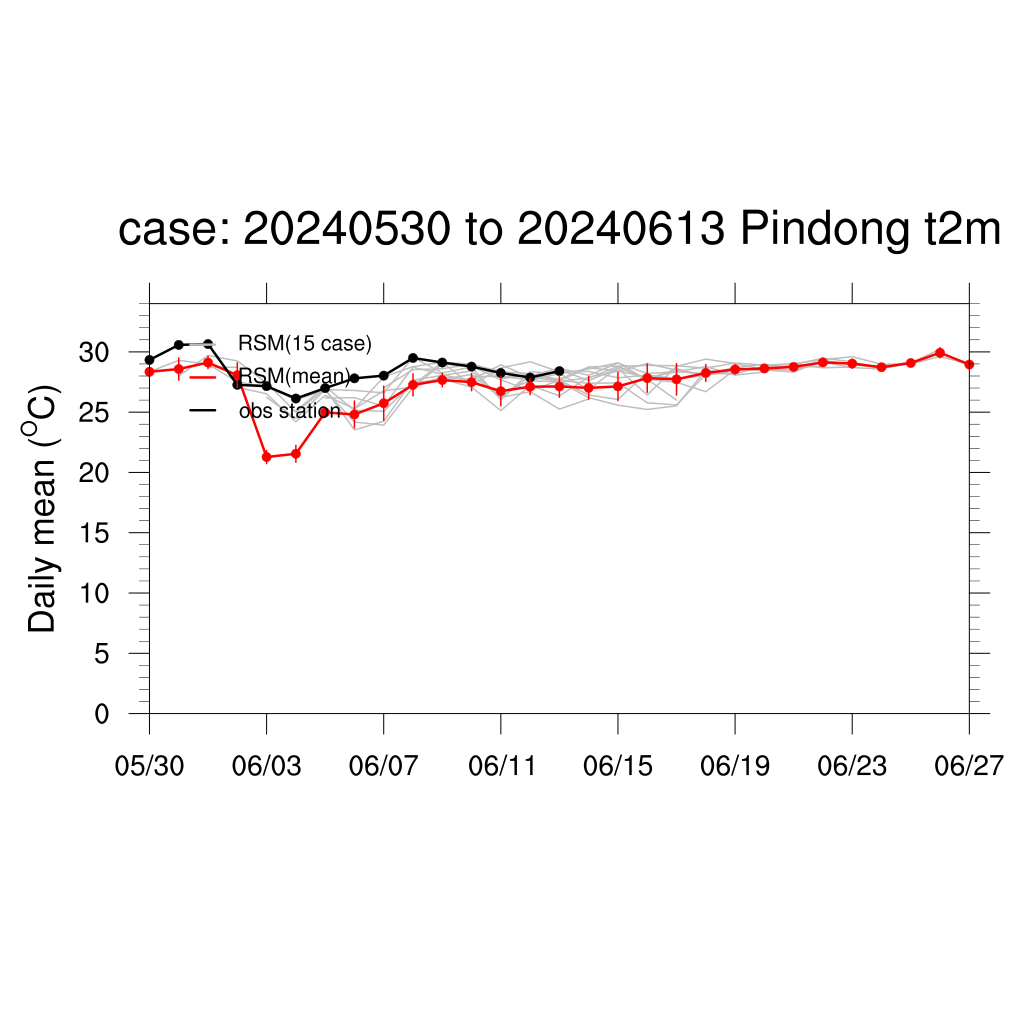 case: 20240530 to 20240613 Pindong t2m
Daily mean (°C)
30
25
20
15
10
5
0
RSM(15 case)
RSM(mean)
obs station
05/30 06/03 06/07 06/11 06/15 06/19 06/23 06/27